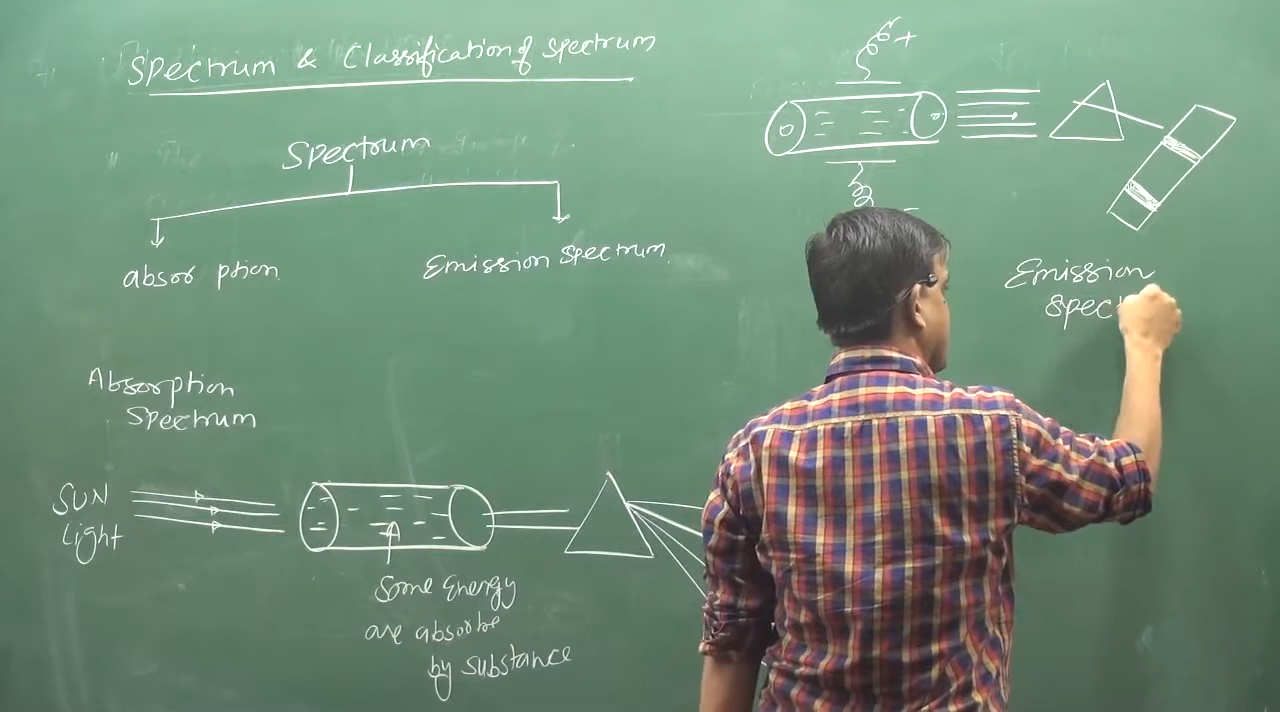 Spectrum & Classification of spectrum
Spectrum
absorption
Emission Spectrum
Emission
Spect
Absorption
Spectrum
SUN
light
Some Energy
are absorbe
by substance